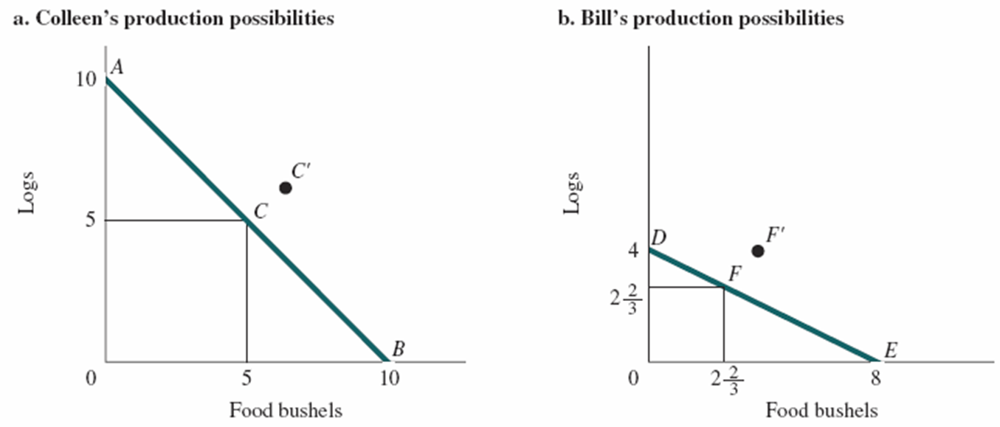 a. Colleen's production possibilities
A
10
C'
C
5
B
0
5
10
Logs
Food bushels
b. Bill's production possibilities
D
4
F'
F
2 2/3
E
0
2 2/3
8
Logs
Food bushels